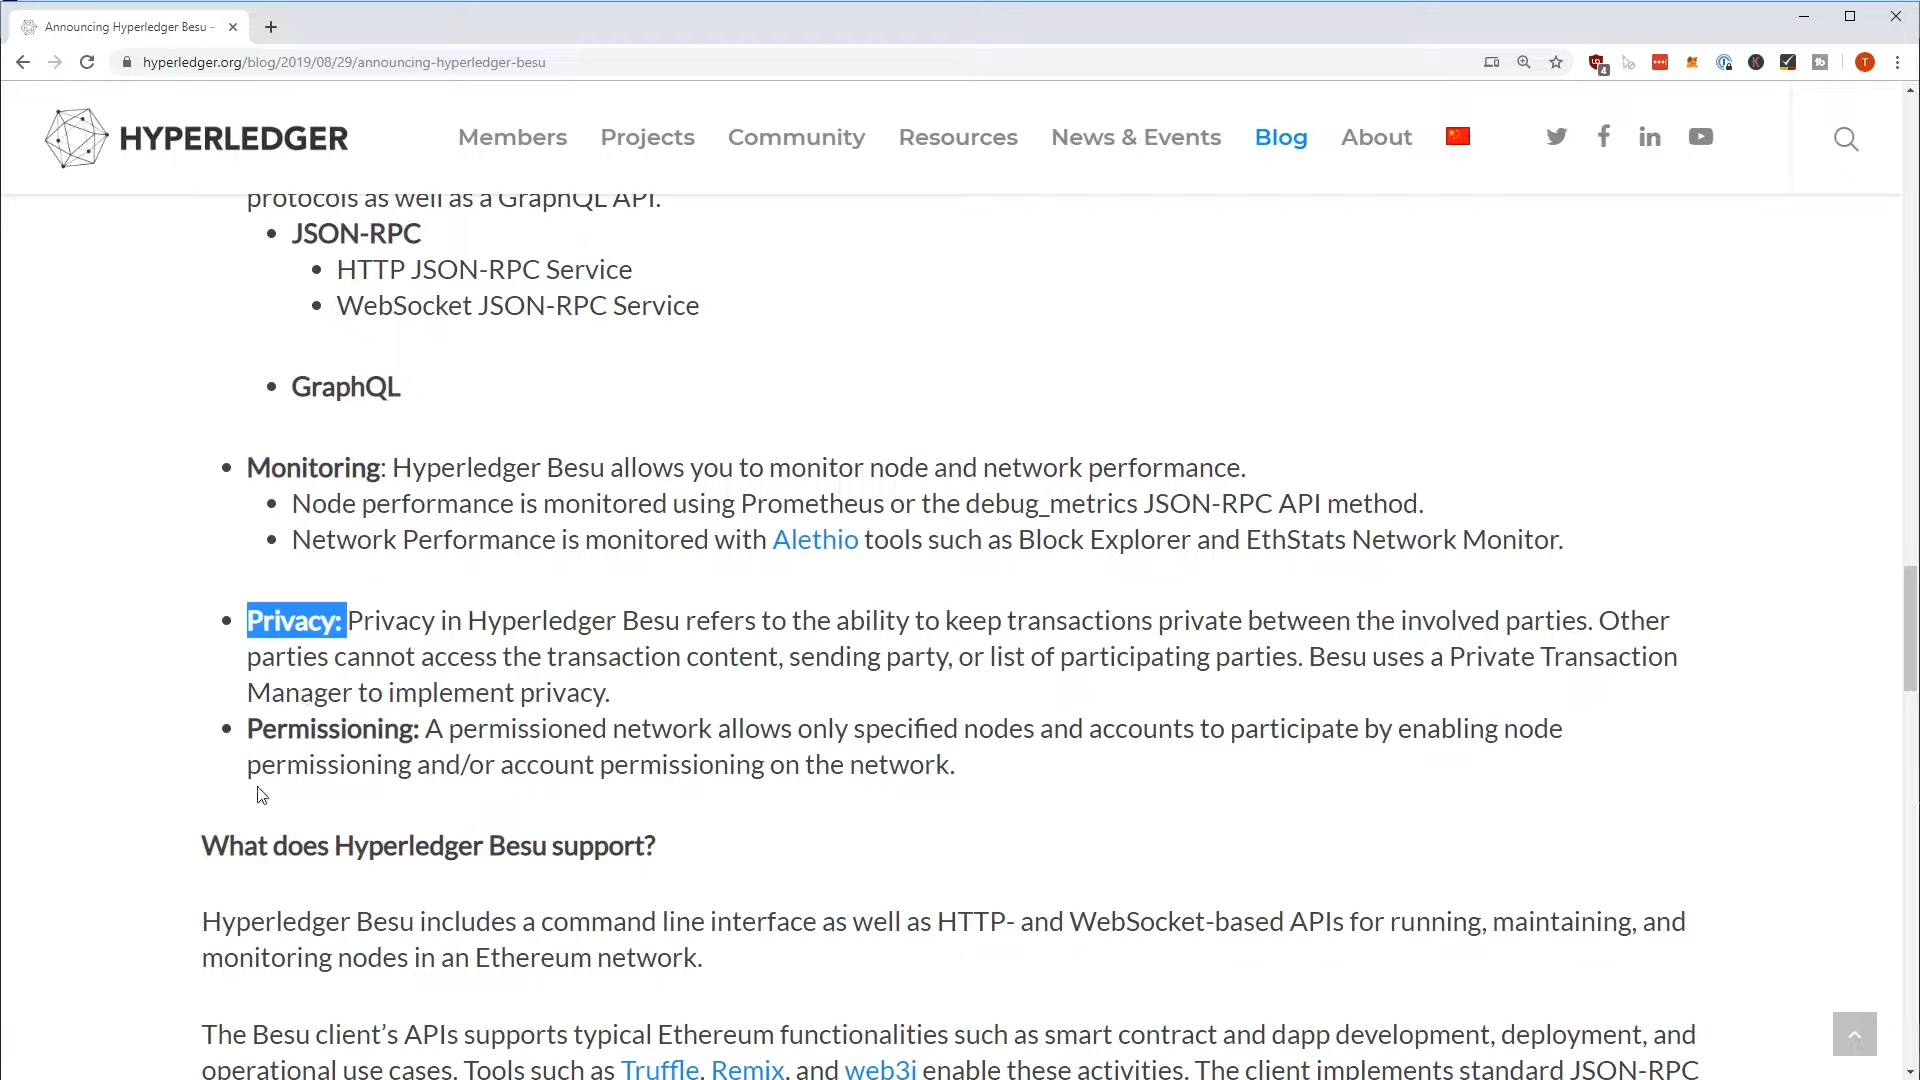 Announcing Hyperledger Besu –
hyperledger.org/blog/2019/08/29/announcing-hyperledger-besu
4
K
T
HYPERLEDGER
Members
Projects
Community
Resources
News & Events
Blog
About
protocols as well as a GraphQL API.
JSON-RPC
HTTP JSON-RPC Service
WebSocket JSON-RPC Service
GraphQL
Monitoring: Hyperledger Besu allows you to monitor node and network performance.
Node performance is monitored using Prometheus or the debug_metrics JSON-RPC API method.
Network Performance is monitored with Alethio tools such as Block Explorer and EthStats Network Monitor.
Privacy: Privacy in Hyperledger Besu refers to the ability to keep transactions private between the involved parties. Other
parties cannot access the transaction content, sending party, or list of participating parties. Besu uses a Private Transaction
Manager to implement privacy.
Permissioning: A permissioned network allows only specified nodes and accounts to participate by enabling node
permissioning and/or account permissioning on the network.
What does Hyperledger Besu support?
Hyperledger Besu includes a command line interface as well as HTTP- and WebSocket-based APIs for running, maintaining, and
monitoring nodes in an Ethereum network.
The Besu client’s APIs supports typical Ethereum functionalities such as smart contract and dapp development, deployment, and
operational use cases. Tools such as Truffle, Remix, and web3j enable these activities. The client implements standard JSON-RPC